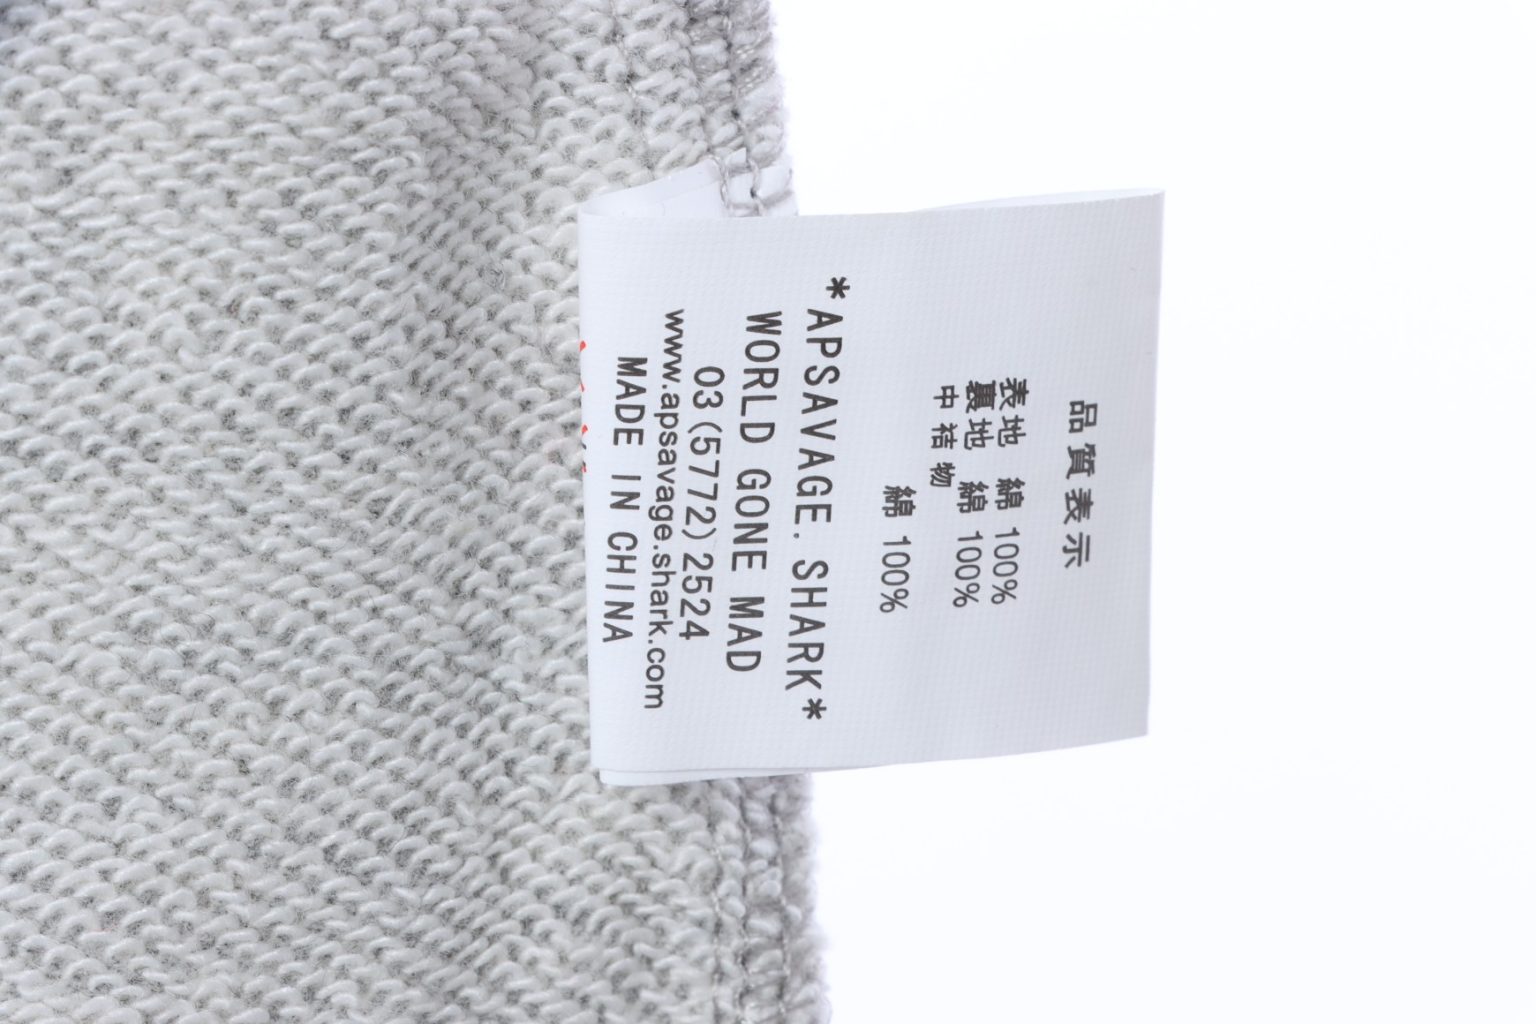 品質表示
表地 綿 100%
裏地 綿 100%
中 祮 物
綿 100%
*APSAVAGE. SHARK*
WORLD GONE MAD
03(5772)2524
www.apsavage.shark.com
MADE IN CHINA